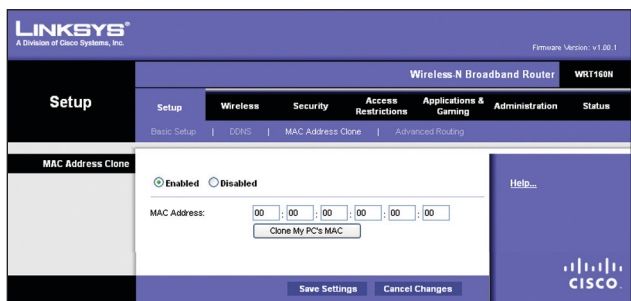 LINKSYS®
A Division of Cisco Systems, Inc.
Firmware Version: v1.00.1
Wireless-N Broadband Router WRT160N
Setup
Setup Wireless Security Access Restrictions Applications & Gaming Administration Status
Basic Setup | DDNS | MAC Address Clone | Advanced Routing
MAC Address Clone
Enabled Disabled
Help...
MAC Address: 00 : 00 : 00 : 00 : 00 : 00
Clone My PC's MAC
Save Settings Cancel Changes
CISCO